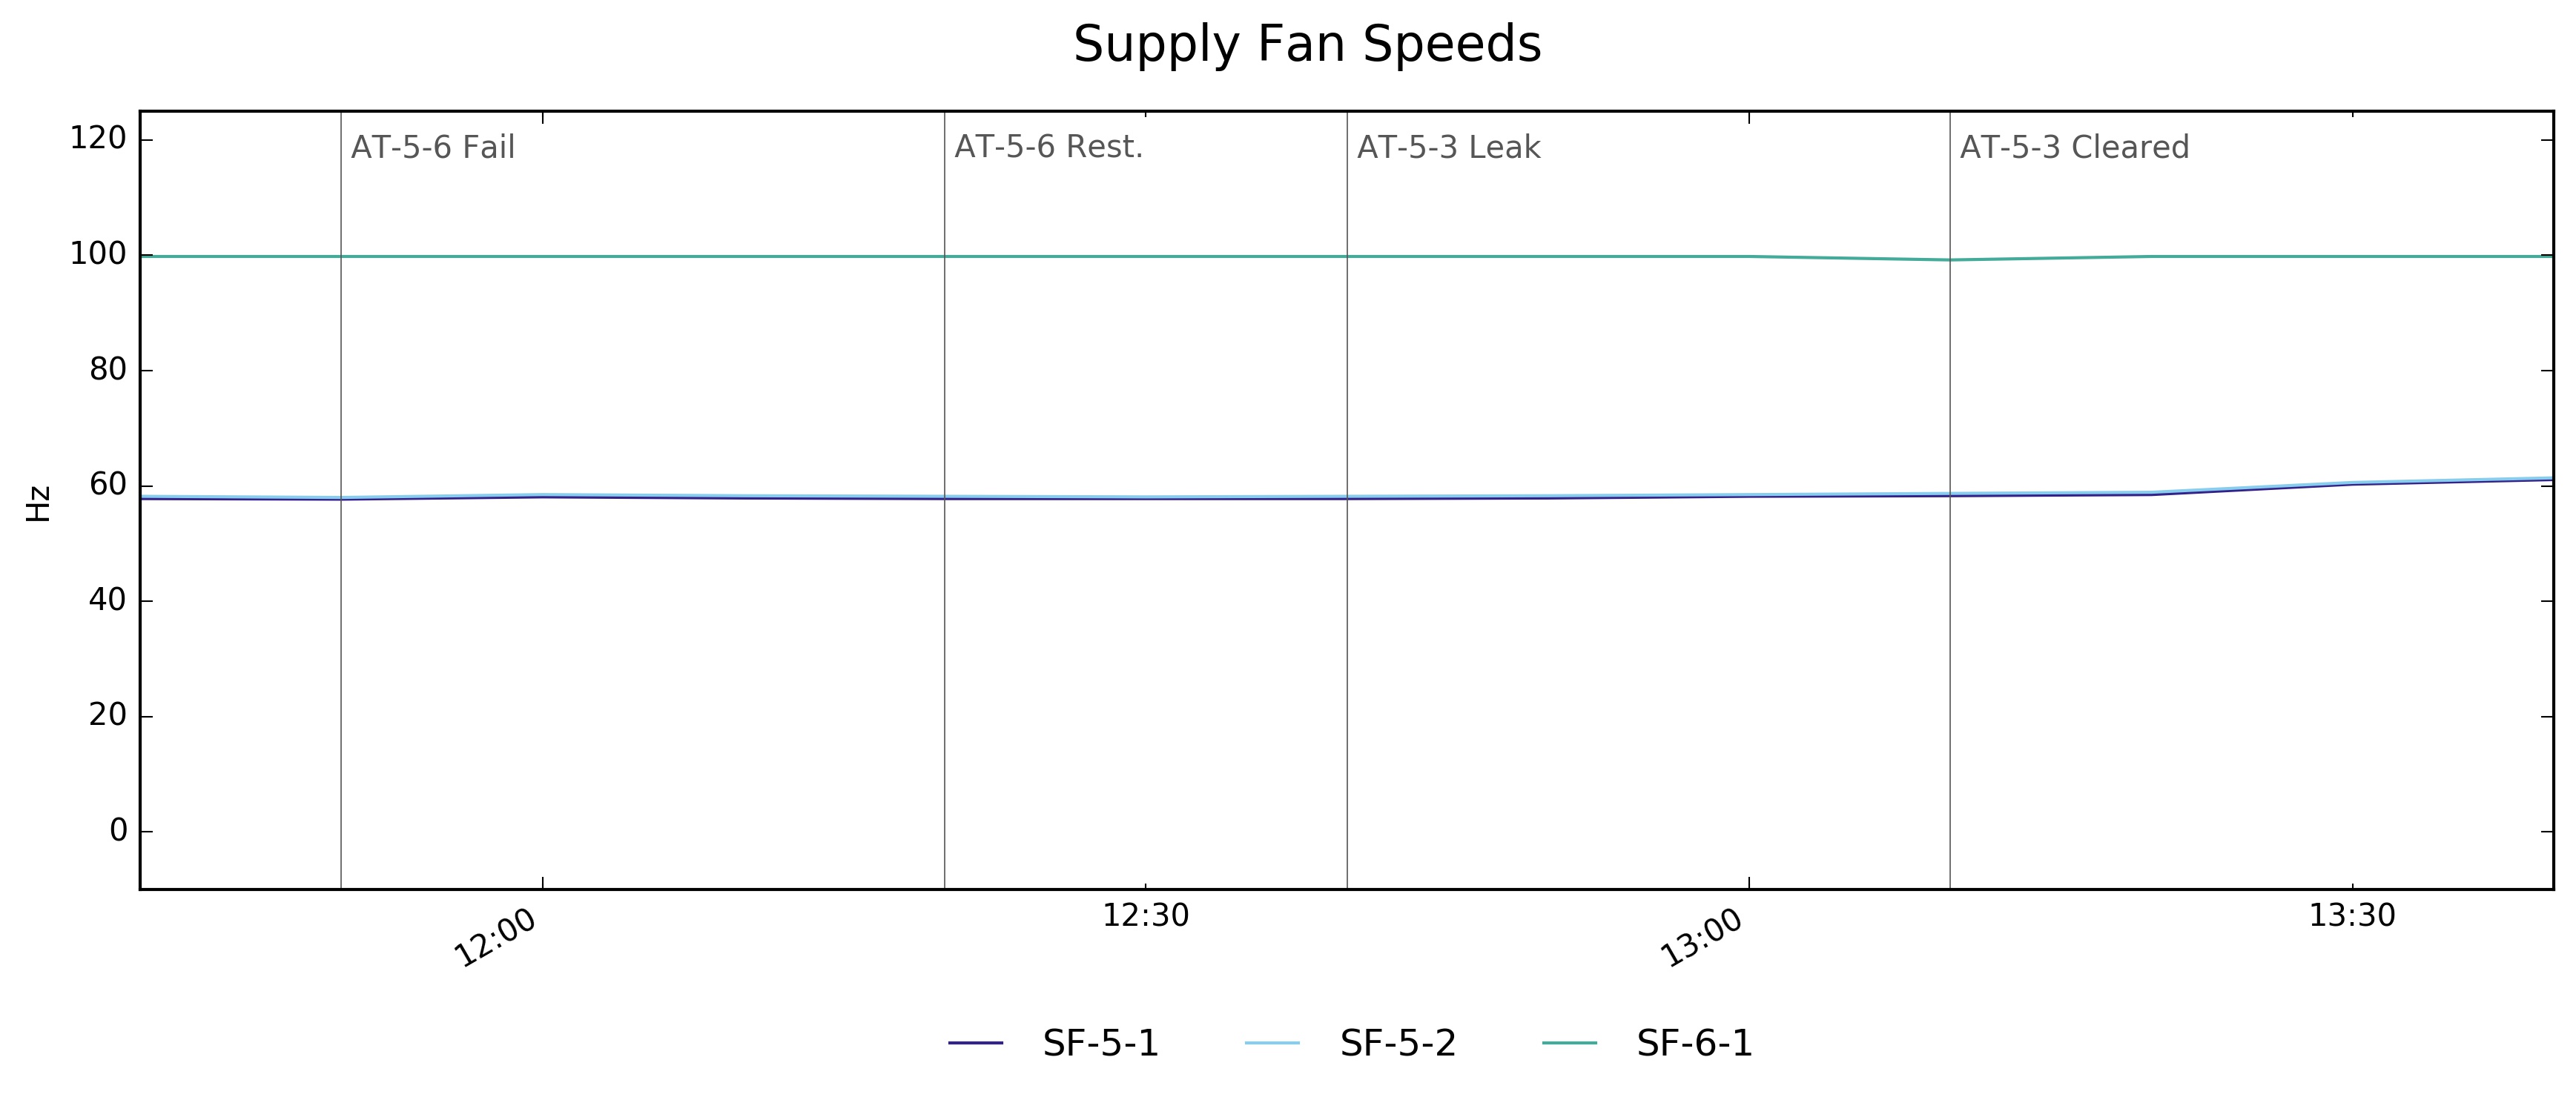 Supply Fan Speeds
AT-5-6 Fail
AT-5-6 Rest.
AT-5-3 Leak
AT-5-3 Cleared
120
100
80
60
40
20
0
Hz
12:00
12:30
13:00
13:30
SF-5-1
SF-5-2
SF-6-1